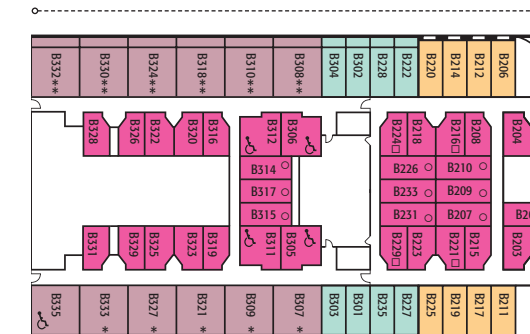 B332** B330** B324** B318** B310** B308** B304 B302 B228 B222 B220 B214 B212 B206
B328 B326 B322 B320 B316 B312 B306 B224□ B218 B216□ B208 B204
B314 ○ B226 ○ B210 ○
B317 ○ B233 ○ B209 ○
B315 ○ B231 ○ B207 ○
B331 B329 B325 B323 B319 B311 B305 B229□ B223 B221□ B215 B203
B335 B333 * B327 * B321 * B309 * B307 * B303 B301 B235 B227 B225 B219 B217 B211